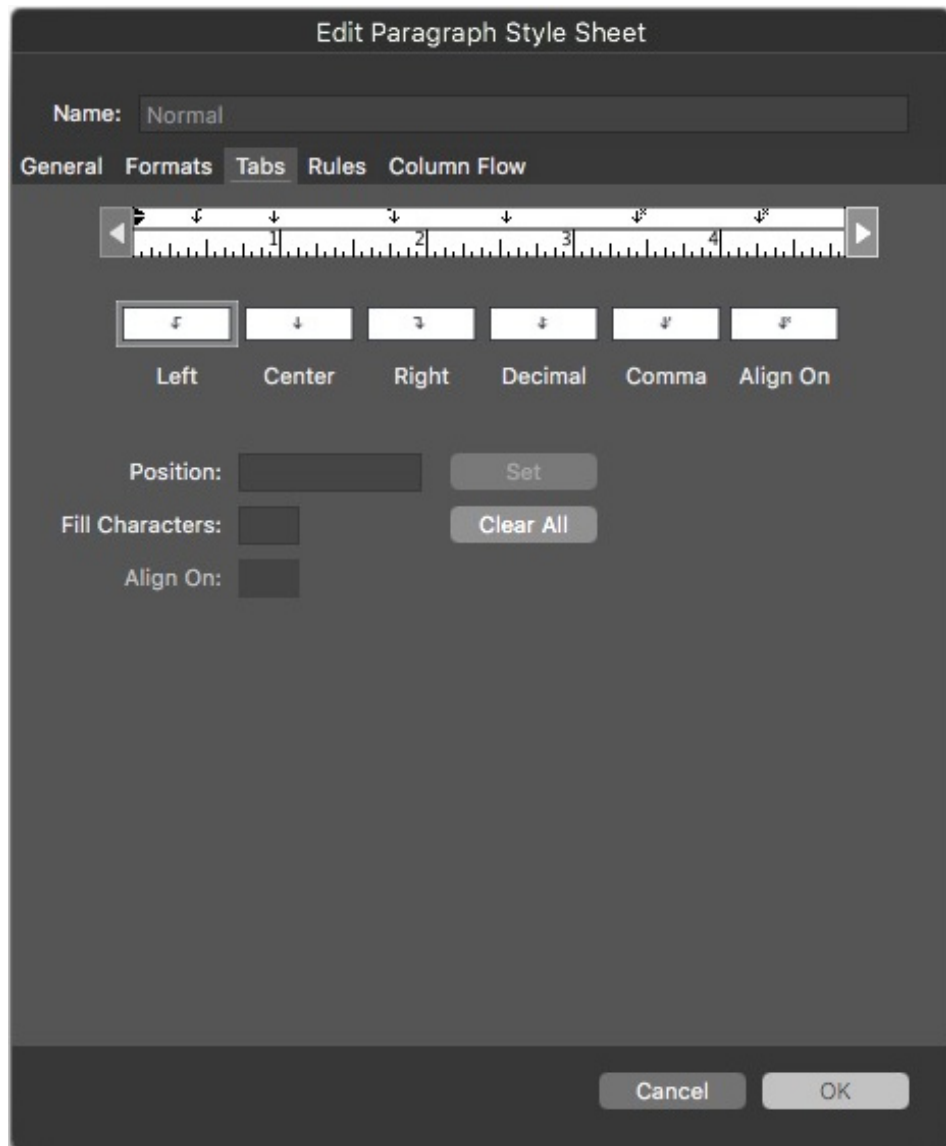 Edit Paragraph Style Sheet
Name: Normal
General Formats Tabs Rules Column Flow
1 2 3 4
Left Center Right Decimal Comma Align On
Position: Set
Fill Characters: Clear All
Align On:
Cancel OK